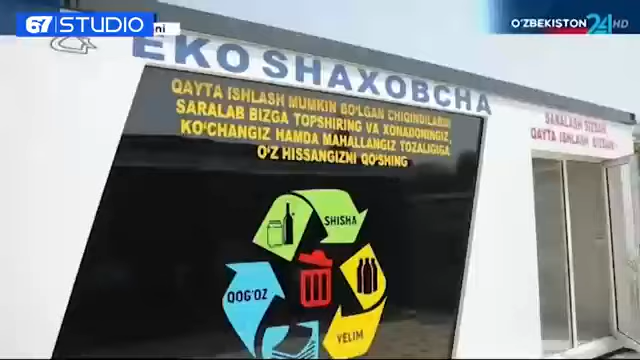 67 STUDIO
O'ZBEKISTON 24 HD
EKO SHAXOBCHA
QAYTA ISHLASH MUMKIN BO'LGAN CHIQINDILARNI
SARALAB BIZGA TOPSHIRING VA XONADONINGIZ,
KO'CHANGIZ HAMDA MAHALLANGIZ TOZALIGIGA
O'Z HISSANGIZNI QO'SHING
SARALASH SIZDAN
QAYTA ISHLASH BIZDAN
SHISHA
QOG'OZ
YELIM